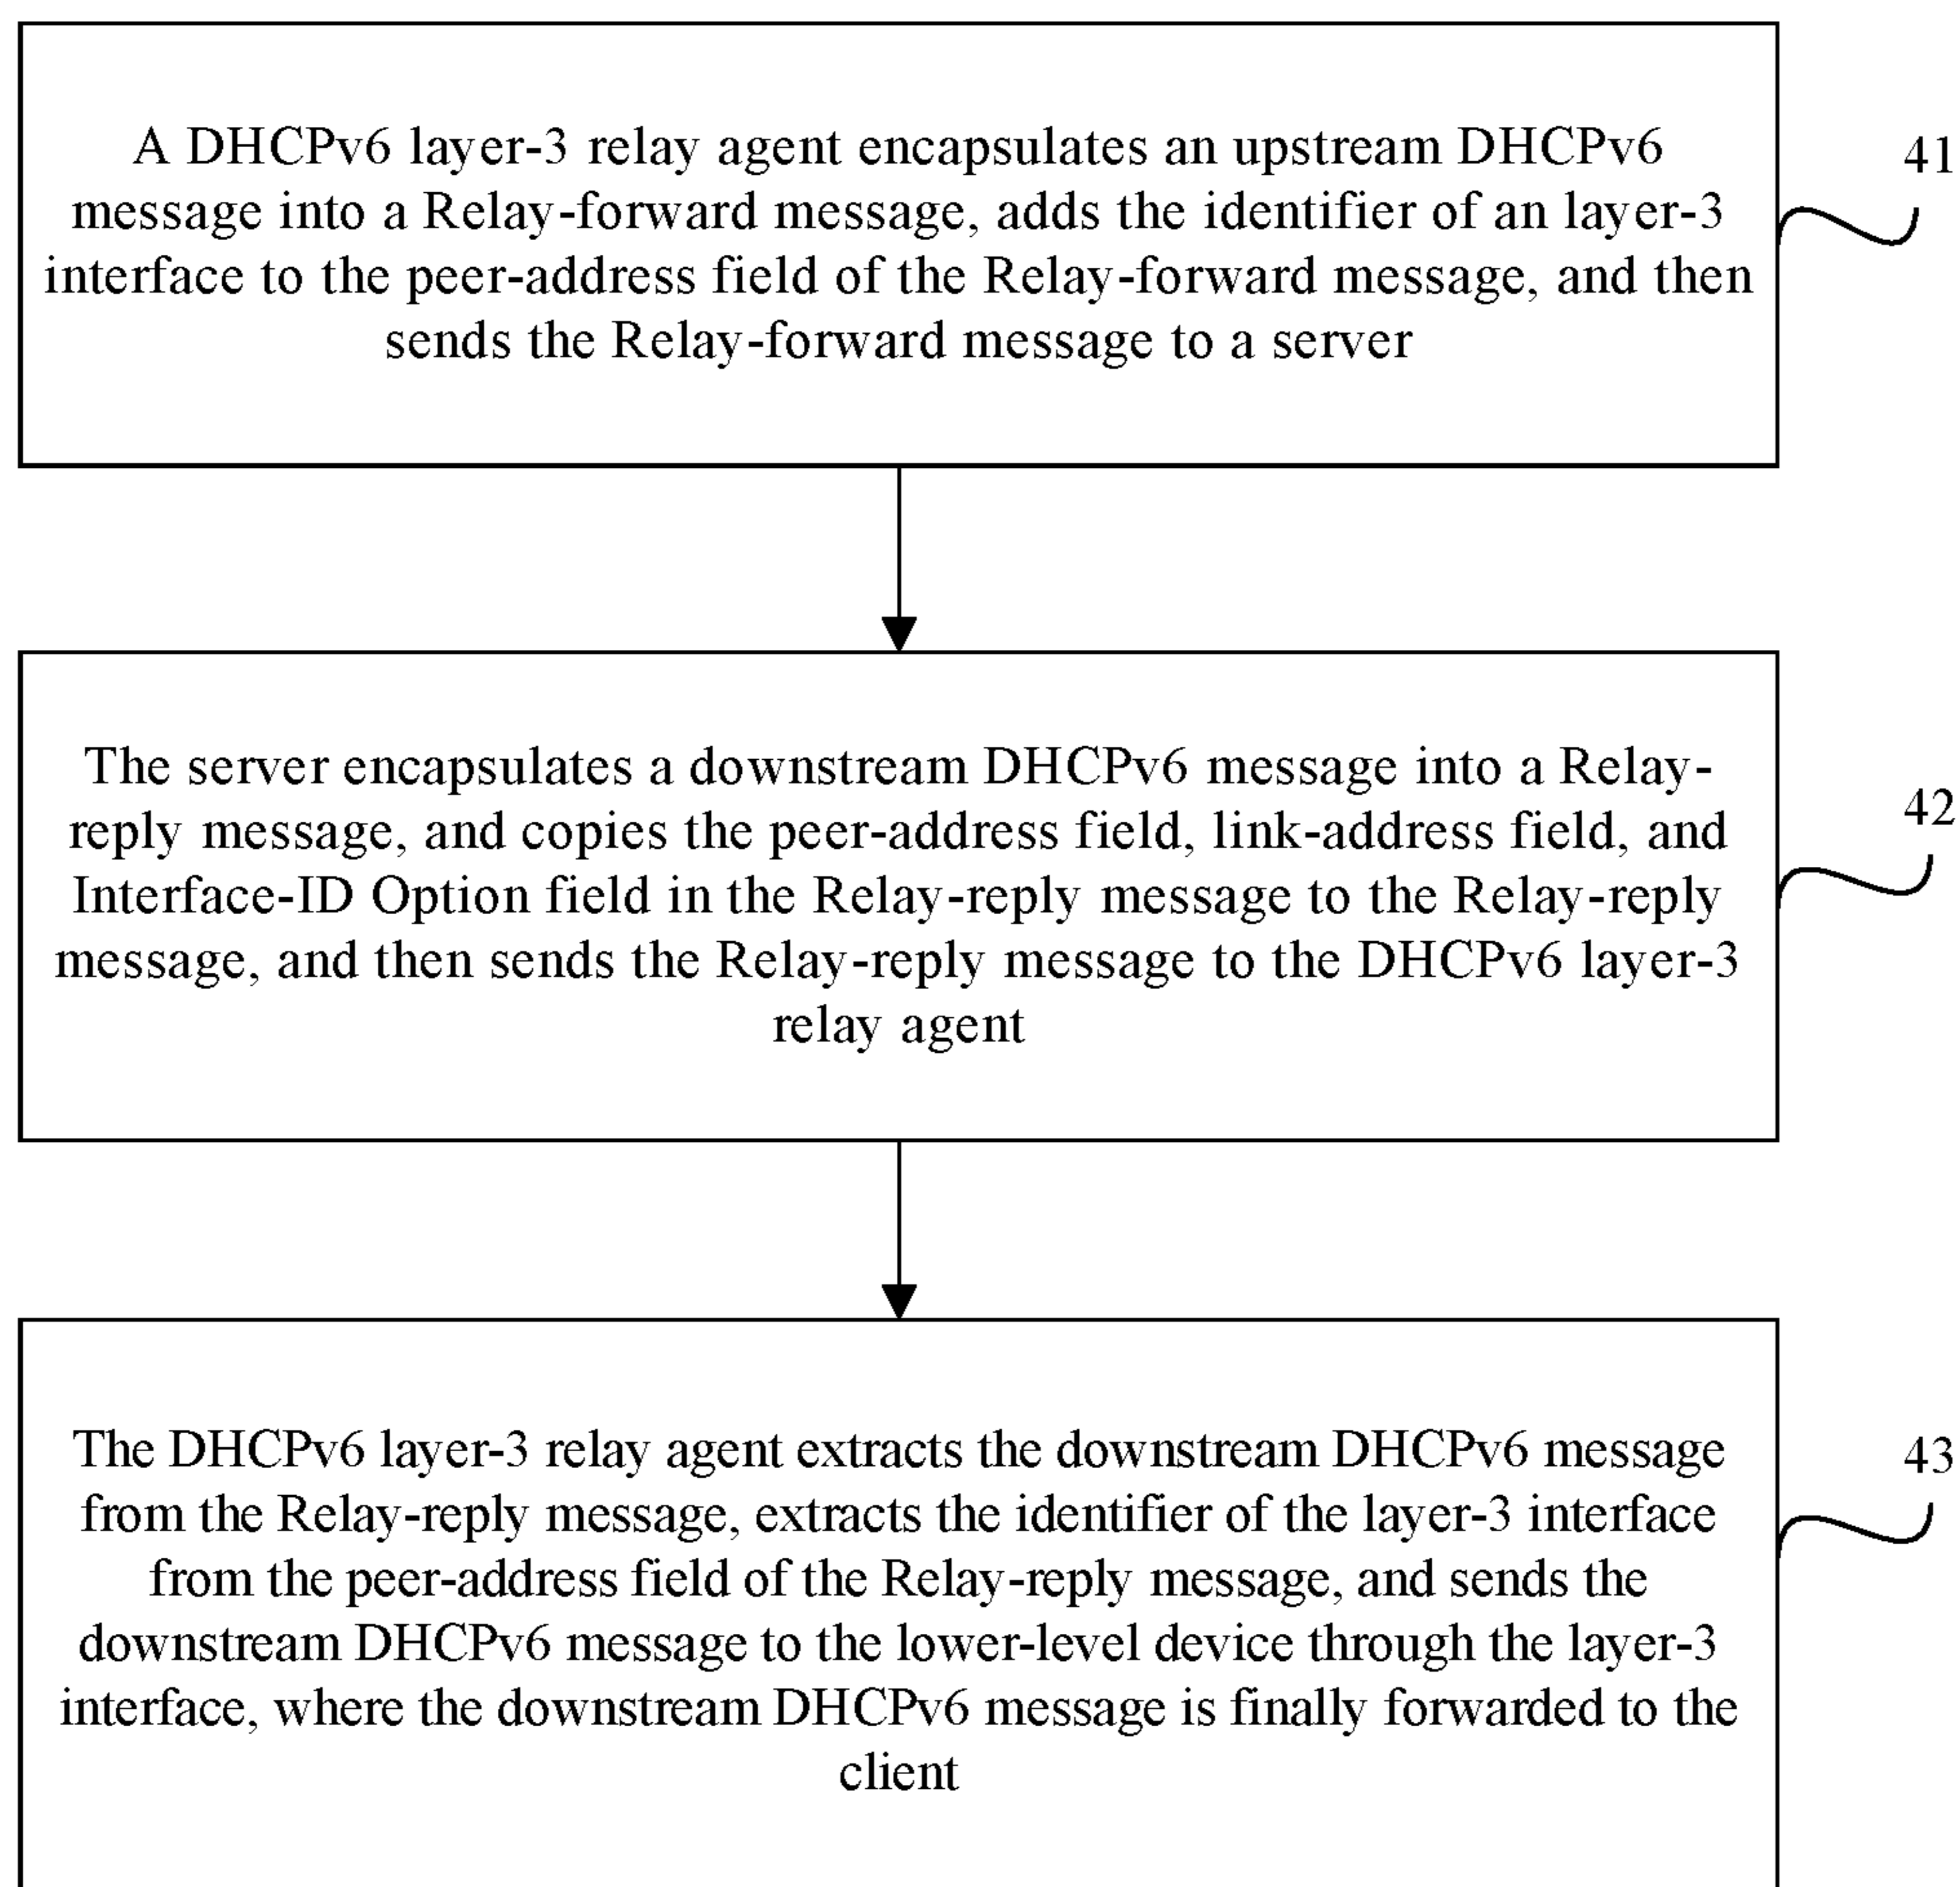 A DHCPv6 layer-3 relay agent encapsulates an upstream DHCPv6
message into a Relay-forward message, adds the identifier of an layer-3
interface to the peer-address field of the Relay-forward message, and then
sends the Relay-forward message to a server
41
The server encapsulates a downstream DHCPv6 message into a Relay-
reply message, and copies the peer-address field, link-address field, and
Interface-ID Option field in the Relay-reply message to the Relay-reply
message, and then sends the Relay-reply message to the DHCPv6 layer-3
relay agent
42
The DHCPv6 layer-3 relay agent extracts the downstream DHCPv6 message
from the Relay-reply message, extracts the identifier of the layer-3 interface
from the peer-address field of the Relay-reply message, and sends the
downstream DHCPv6 message to the lower-level device through the layer-3
interface, where the downstream DHCPv6 message is finally forwarded to the
client
43